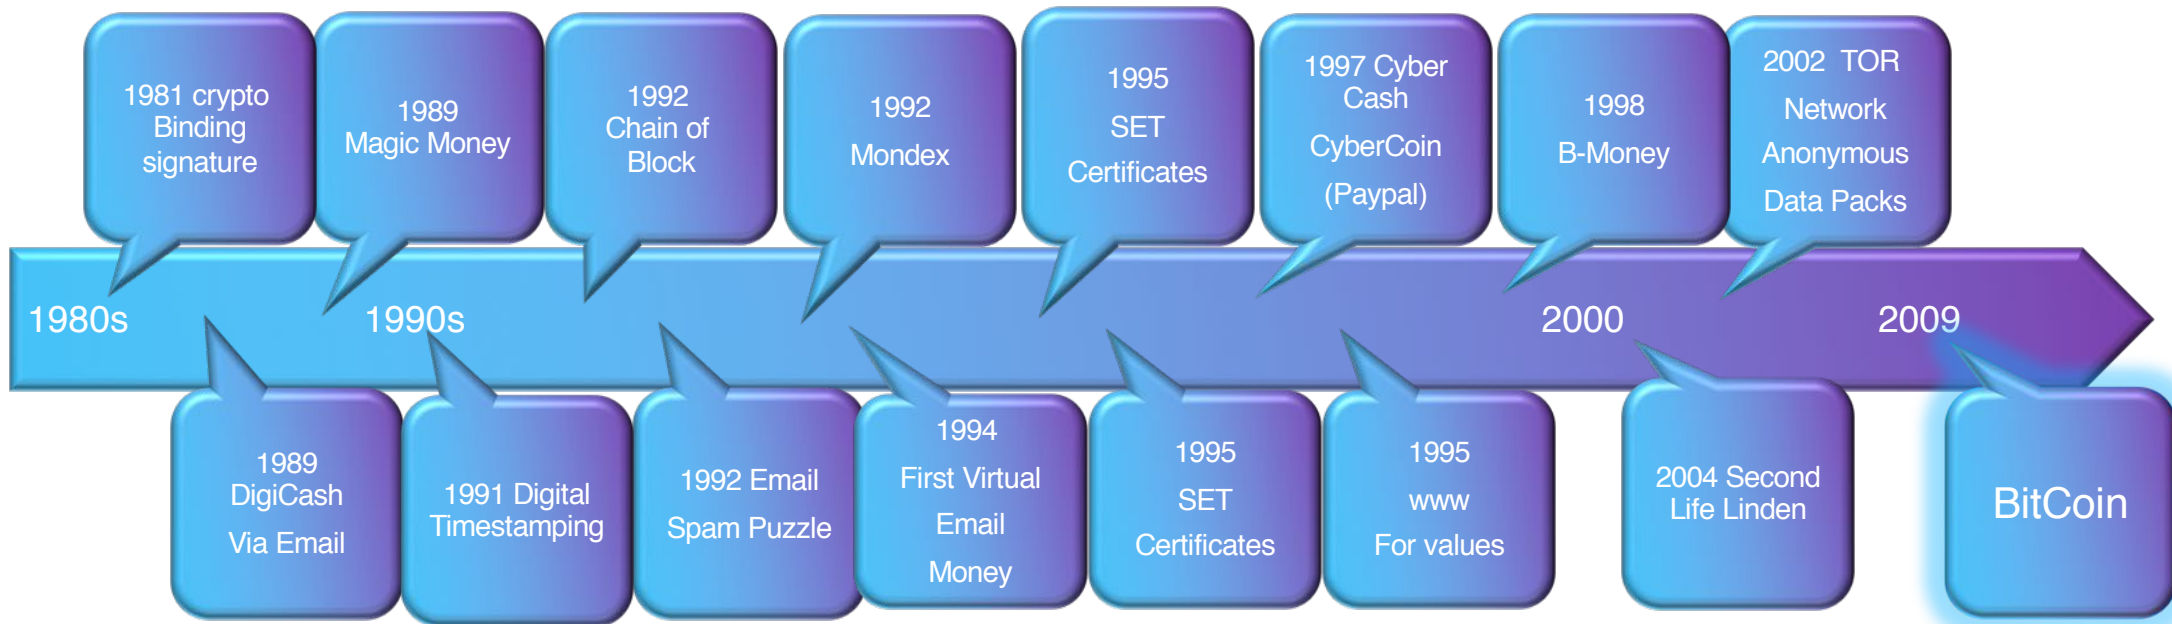 1981 crypto
Binding
signature
1989
Magic Money
1992
Chain of
Block
1992
Mondex
1995
SET
Certificates
1997 Cyber
Cash
CyberCoin
(Paypal)
1998
B-Money
2002 TOR
Network
Anonymous
Data Packs
1980s
1990s
2000
2009
1989
DigiCash
Via Email
1991 Digital
Timestamping
1992 Email
Spam Puzzle
1994
First Virtual
Email
Money
1995
SET
Certificates
1995
www
For values
2004 Second
Life Linden
BitCoin